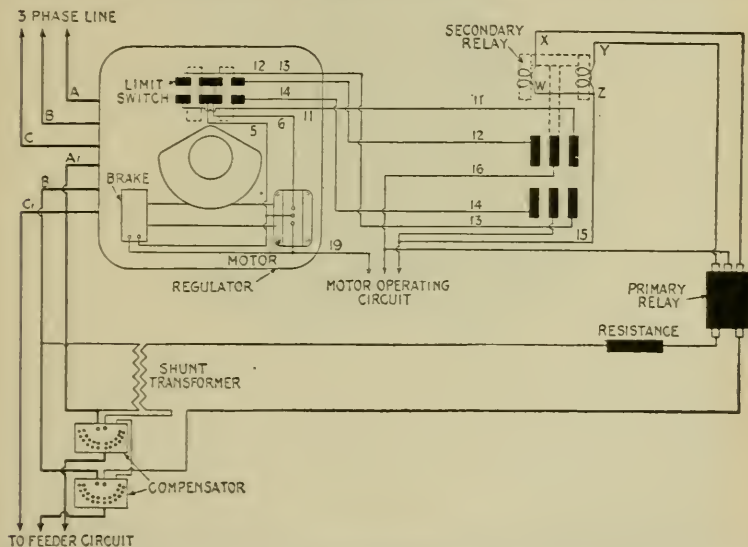 3 PHASE LINE
A
B
C
A1
B
C1
LIMIT
SWITCH
12 13
14
11
5
6
BRAKE
MOTOR
19
REGULATOR
SECONDARY
RELAY
X
Y
W
Z
11
12
16
14
13
15
MOTOR OPERATING
CIRCUIT
PRIMARY
RELAY
RESISTANCE
SHUNT
TRANSFORMER
COMPENSATOR
TO FEEDER CIRCUIT